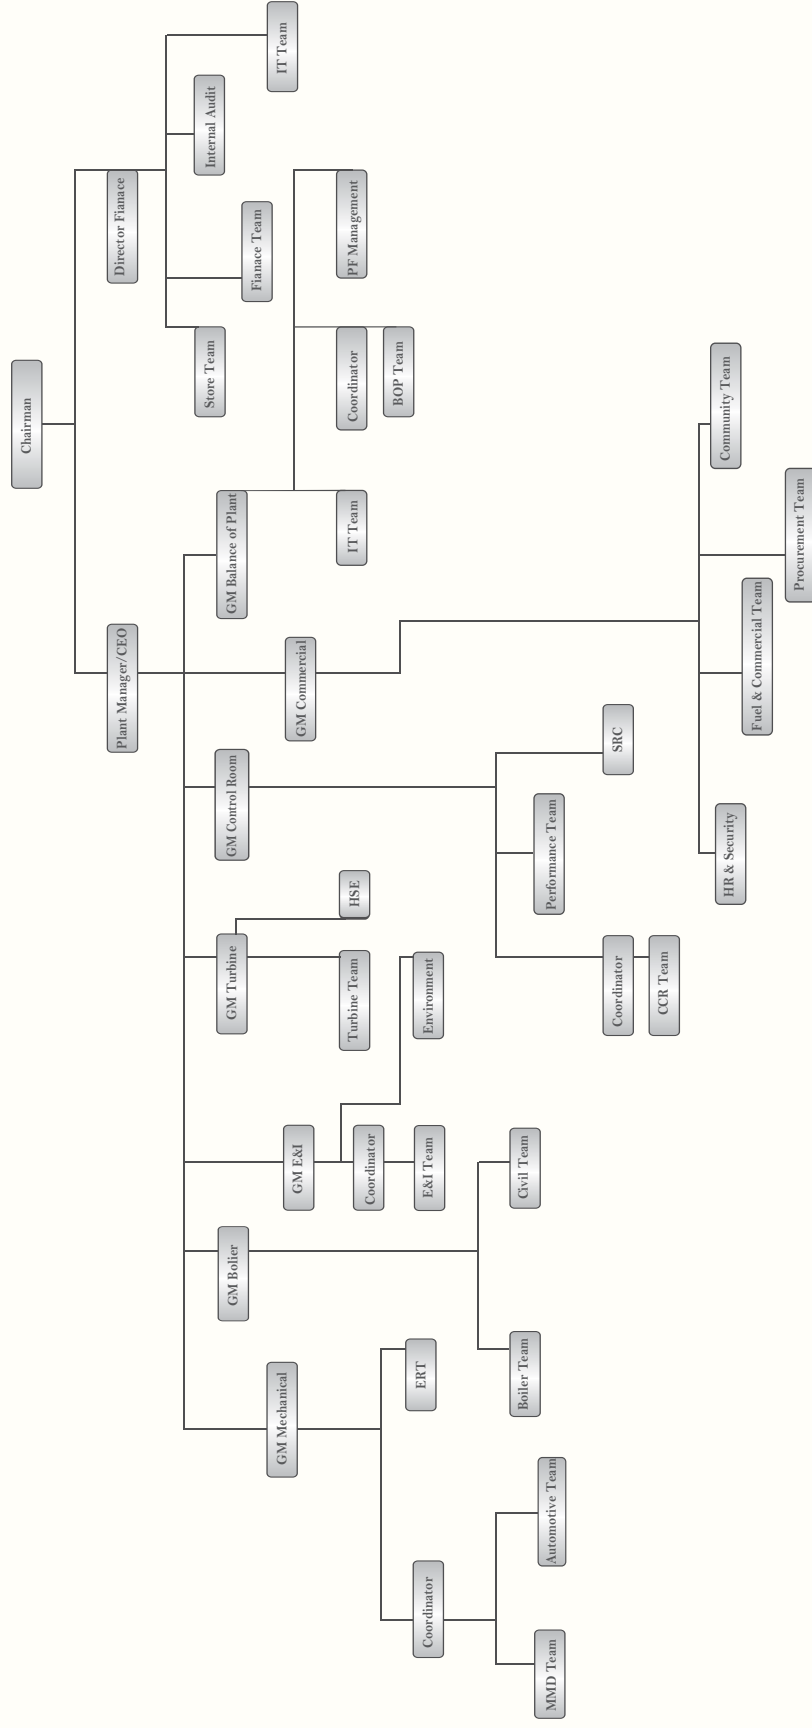 Chairman
Plant Manager/CEO
Director Fianace
GM Mechanical
GM Bolier
GM E&I
GM Turbine
GM Control Room
GM Commercial
GM Balance of Plant
Store Team
Fianace Team
Internal Audit
IT Team
Coordinator
ERT
MMD Team
Automotive Team
Boiler Team
Civil Team
Coordinator
E&I Team
Environment
Turbine Team
HSE
Coordinator
CCR Team
Performance Team
SRC
HR & Security
Fuel & Commercial Team
Procurement Team
Community Team
IT Team
Coordinator
BOP Team
PF Management